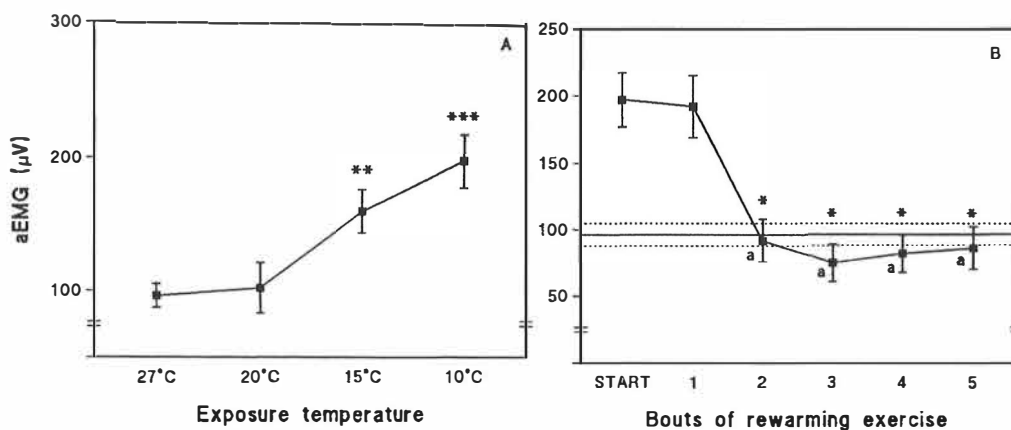 aEMG (µV)
300
200
100
A
**
***
27°C 20°C 15°C 10°C
Exposure temperature
250
200
150
100
50
B
* * * *
a a a a
START 1 2 3 4 5
Bouts of rewarming exercise